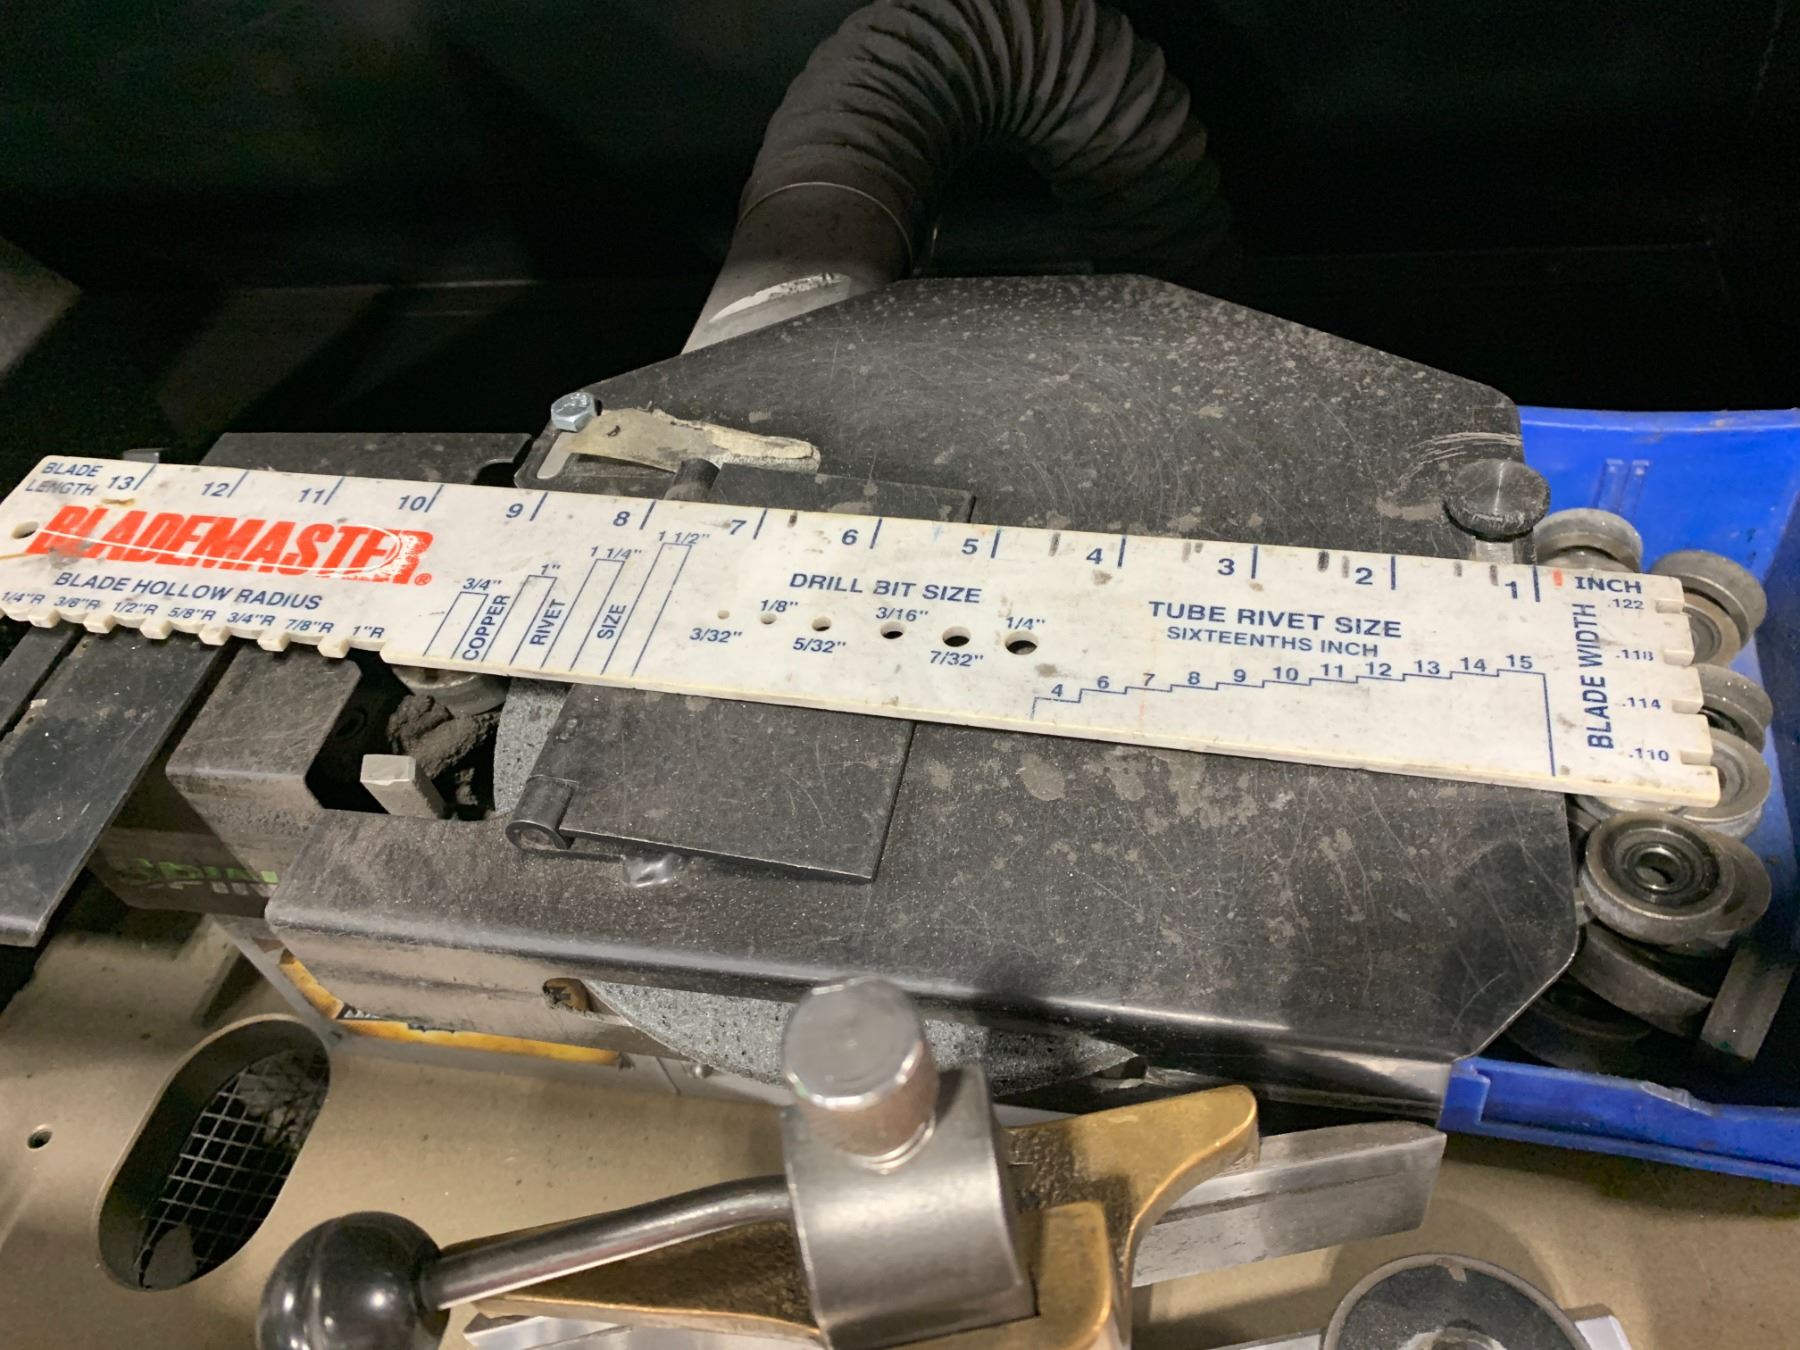 BLADE
LENGTH 13 12 11 10 9 8 7 6 5 4 3 2 1 INCH
BLADEMASTER®
BLADE HOLLOW RADIUS
1/4"R 3/8"R 1/2"R 5/8"R 3/4"R 7/8"R 1"R
3/4" 1" 1 1/4" 1 1/2"
COPPER
RIVET
SIZE
DRILL BIT SIZE
1/8" 3/16" 1/4"
3/32" 5/32" 7/32"
TUBE RIVET SIZE
SIXTEENTHS INCH
4 6 7 8 9 10 11 12 13 14 15
BLADE WIDTH
.122
.118
.114
.110